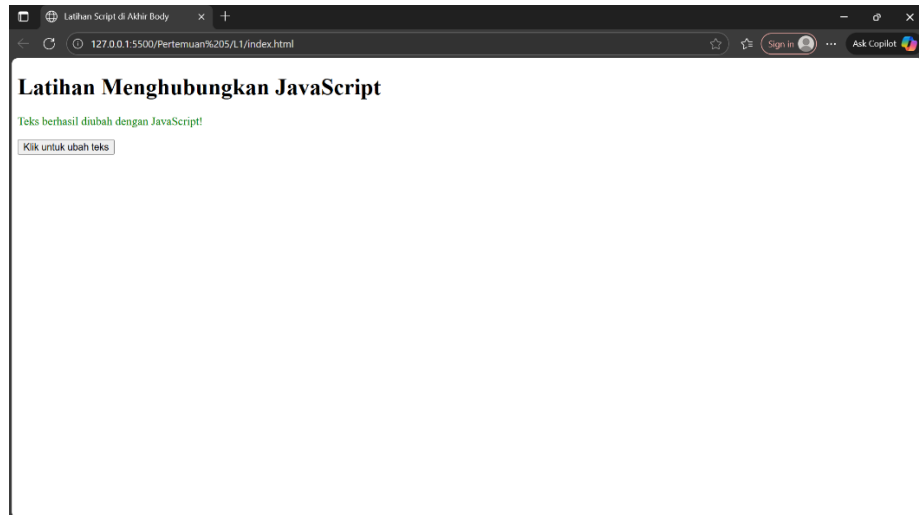 Latihan Script di Akhir Body
127.0.0.1:5500/Pertemuan%205/L1/index.html
Sign in
Ask Copilot
Latihan Menghubungkan JavaScript
Teks berhasil diubah dengan JavaScript!
Klik untuk ubah teks